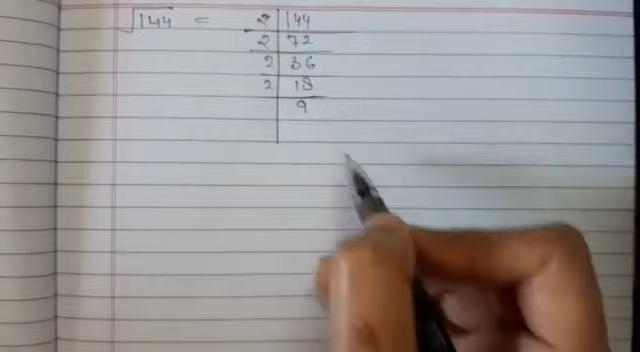 √144 = 2 | 144
2 | 72
2 | 36
2 | 18
9